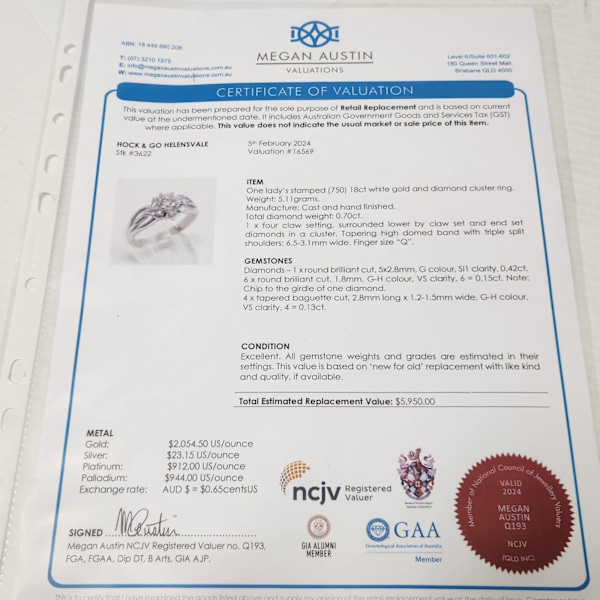 ABN: 18 449 860 208
T: (07) 3210 1875
E: info@meganaustinvaluations.com.au
W: www.meganaustinvaluations.com.au
MEGAN AUSTIN
VALUATIONS
Level 6/Suite 601-602
180 Queen Street Mall
Brisbane QLD 4000
CERTIFICATE OF VALUATION
This valuation has been prepared for the sole purpose of Retail Replacement and is based on current
value at the undermentioned date. It includes Australian Government Goods and Services Tax (GST)
where applicable. This value does not indicate the usual market or sale price of this item.
HOCK & GO HELENSVALE
Stk #3622
5th February 2024
Valuation #16569
ITEM
One lady's stamped (750) 18ct white gold and diamond cluster ring.
Weight: 5.11grams.
Manufacture: Cast and hand finished.
Total diamond weight: 0.70ct.
1 x four claw setting, surrounded lower by claw set and end set
diamonds in a cluster. Tapering high domed band with triple split
shoulders: 6.5-3.1mm wide. Finger size "Q".
GEMSTONES
Diamonds – 1 x round brilliant cut, 5x2.8mm, G colour, SI1 clarity, 0.42ct.
6 x round brilliant cut, 1.8mm, G-H colour, VS clarity, 6 = 0.15ct. Note:
Chip to the girdle of one diamond.
4 x tapered baguette cut, 2.8mm long x 1.2-1.5mm wide, G-H colour,
VS clarity, 4 = 0.13ct.
CONDITION
Excellent. All gemstone weights and grades are estimated in their
settings. This value is based on 'new for old' replacement with like kind
and quality, if available.
Total Estimated Replacement Value: $5,950.00
METAL
Gold: $2,054.50 US/ounce
Silver: $23.15 US/ounce
Platinum: $912.00 US/ounce
Palladium: $944.00 US/ounce
Exchange rate: AUD $ = $0.65centsUS
ncjv Registered
Valuer
SIGNED
Megan Austin NCJV Registered Valuer no. Q193,
FGA, FGAA, Dip DT, B Arts, GIA AJP.
GIA ALUMNI
MEMBER
GAA
Gemmological Association of Australia
Member
Member of National Council of Jewellery Valuers
VALID
2024
MEGAN
AUSTIN
Q193
NCJV
(QLD INC)